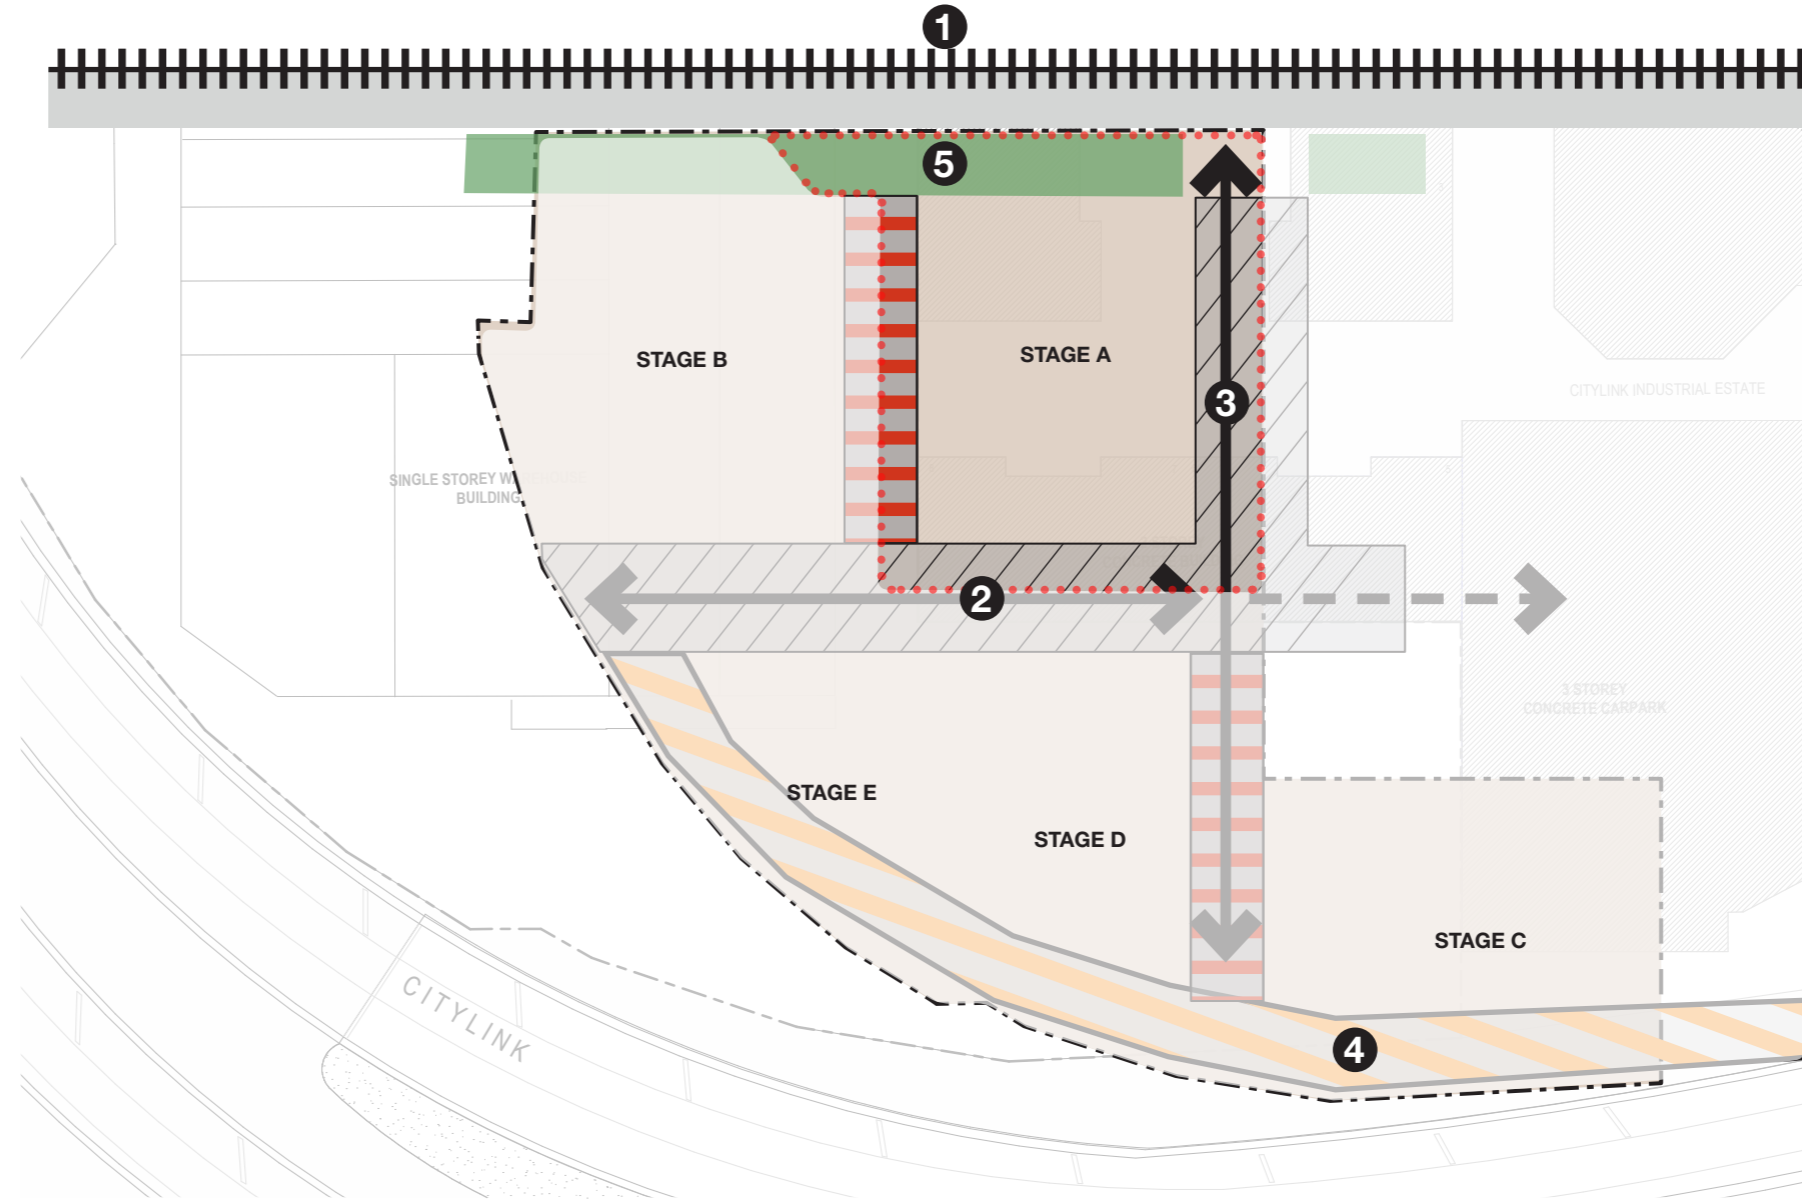 1
5
STAGE B
STAGE A
CITYLINK INDUSTRIAL ESTATE
3
SINGLE STOREY
BUILDING
2
3 STOREY
CONCRETE CARPARK
STAGE E
STAGE D
STAGE C
CITYLINK
4